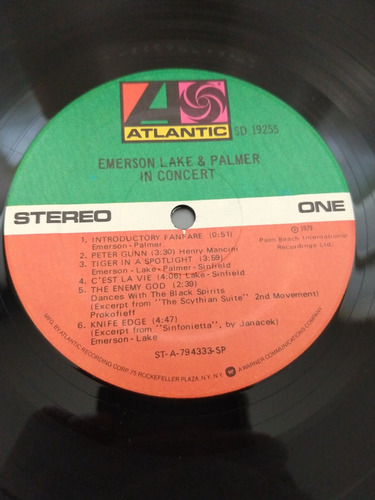 ATLANTIC
SD 19255
EMERSON LAKE & PALMER
IN CONCERT
STEREO
ONE
℗ 1979
Palm Beach International
Recordings Ltd.
1. INTRODUCTORY FANFARE (0:51)
Emerson-Palmer
2. PETER GUNN (3:30) Henry Mancini
3. TIGER IN A SPOTLIGHT (3:59)
Emerson-Lake-Palmer-Sinfield
4. C'EST LA VIE (4:06) Lake-Sinfield
5. THE ENEMY GOD (2:39)
Dances With The Black Spirits
(Excerpt from "The Scythian Suite" 2nd Movement)
Prokofieff
6. KNIFE EDGE (4:47)
(Excerpt from "Sinfonietta", by Janacek)
Emerson-Lake
ST-A-794333-SP
MFG. BY ATLANTIC RECORDING CORP., 75 ROCKEFELLER PLAZA, N.Y., N.Y. A WARNER COMMUNICATIONS COMPANY